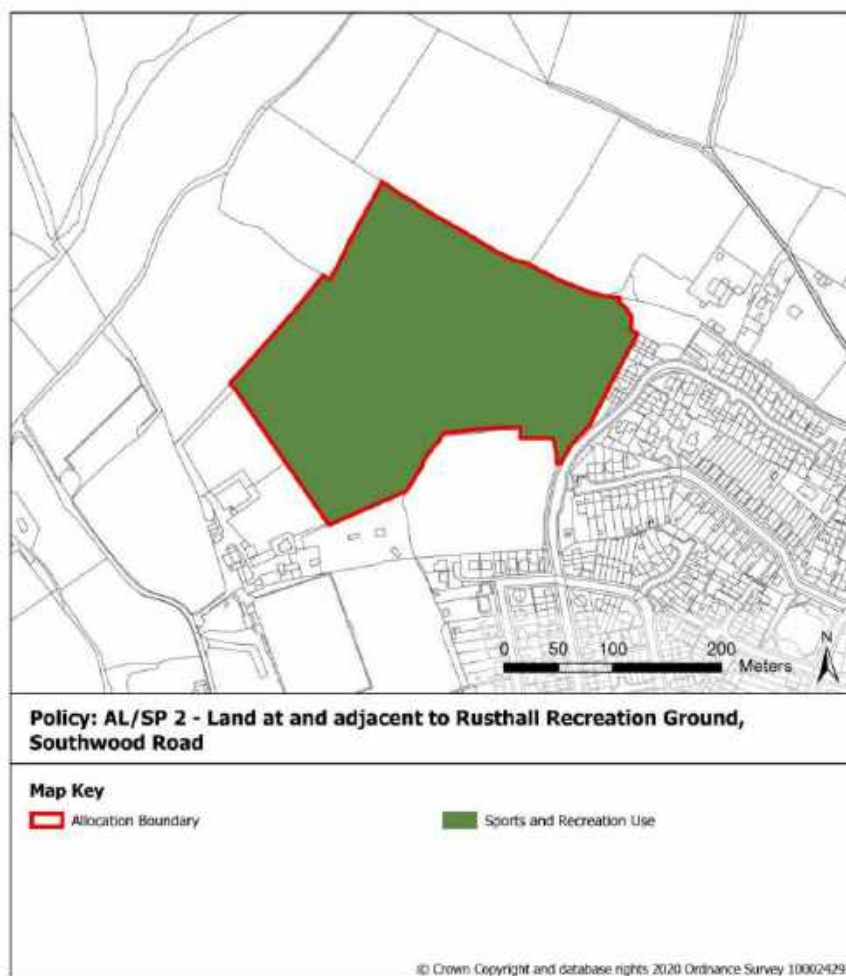 0 50 100 200 Meters
N
Policy: AL/SP 2 - Land at and adjacent to Rusthall Recreation Ground,
Southwood Road
Map Key
Allocation Boundary
Sports and Recreation Use
© Crown Copyright and database rights 2020 Ordnance Survey 10002429